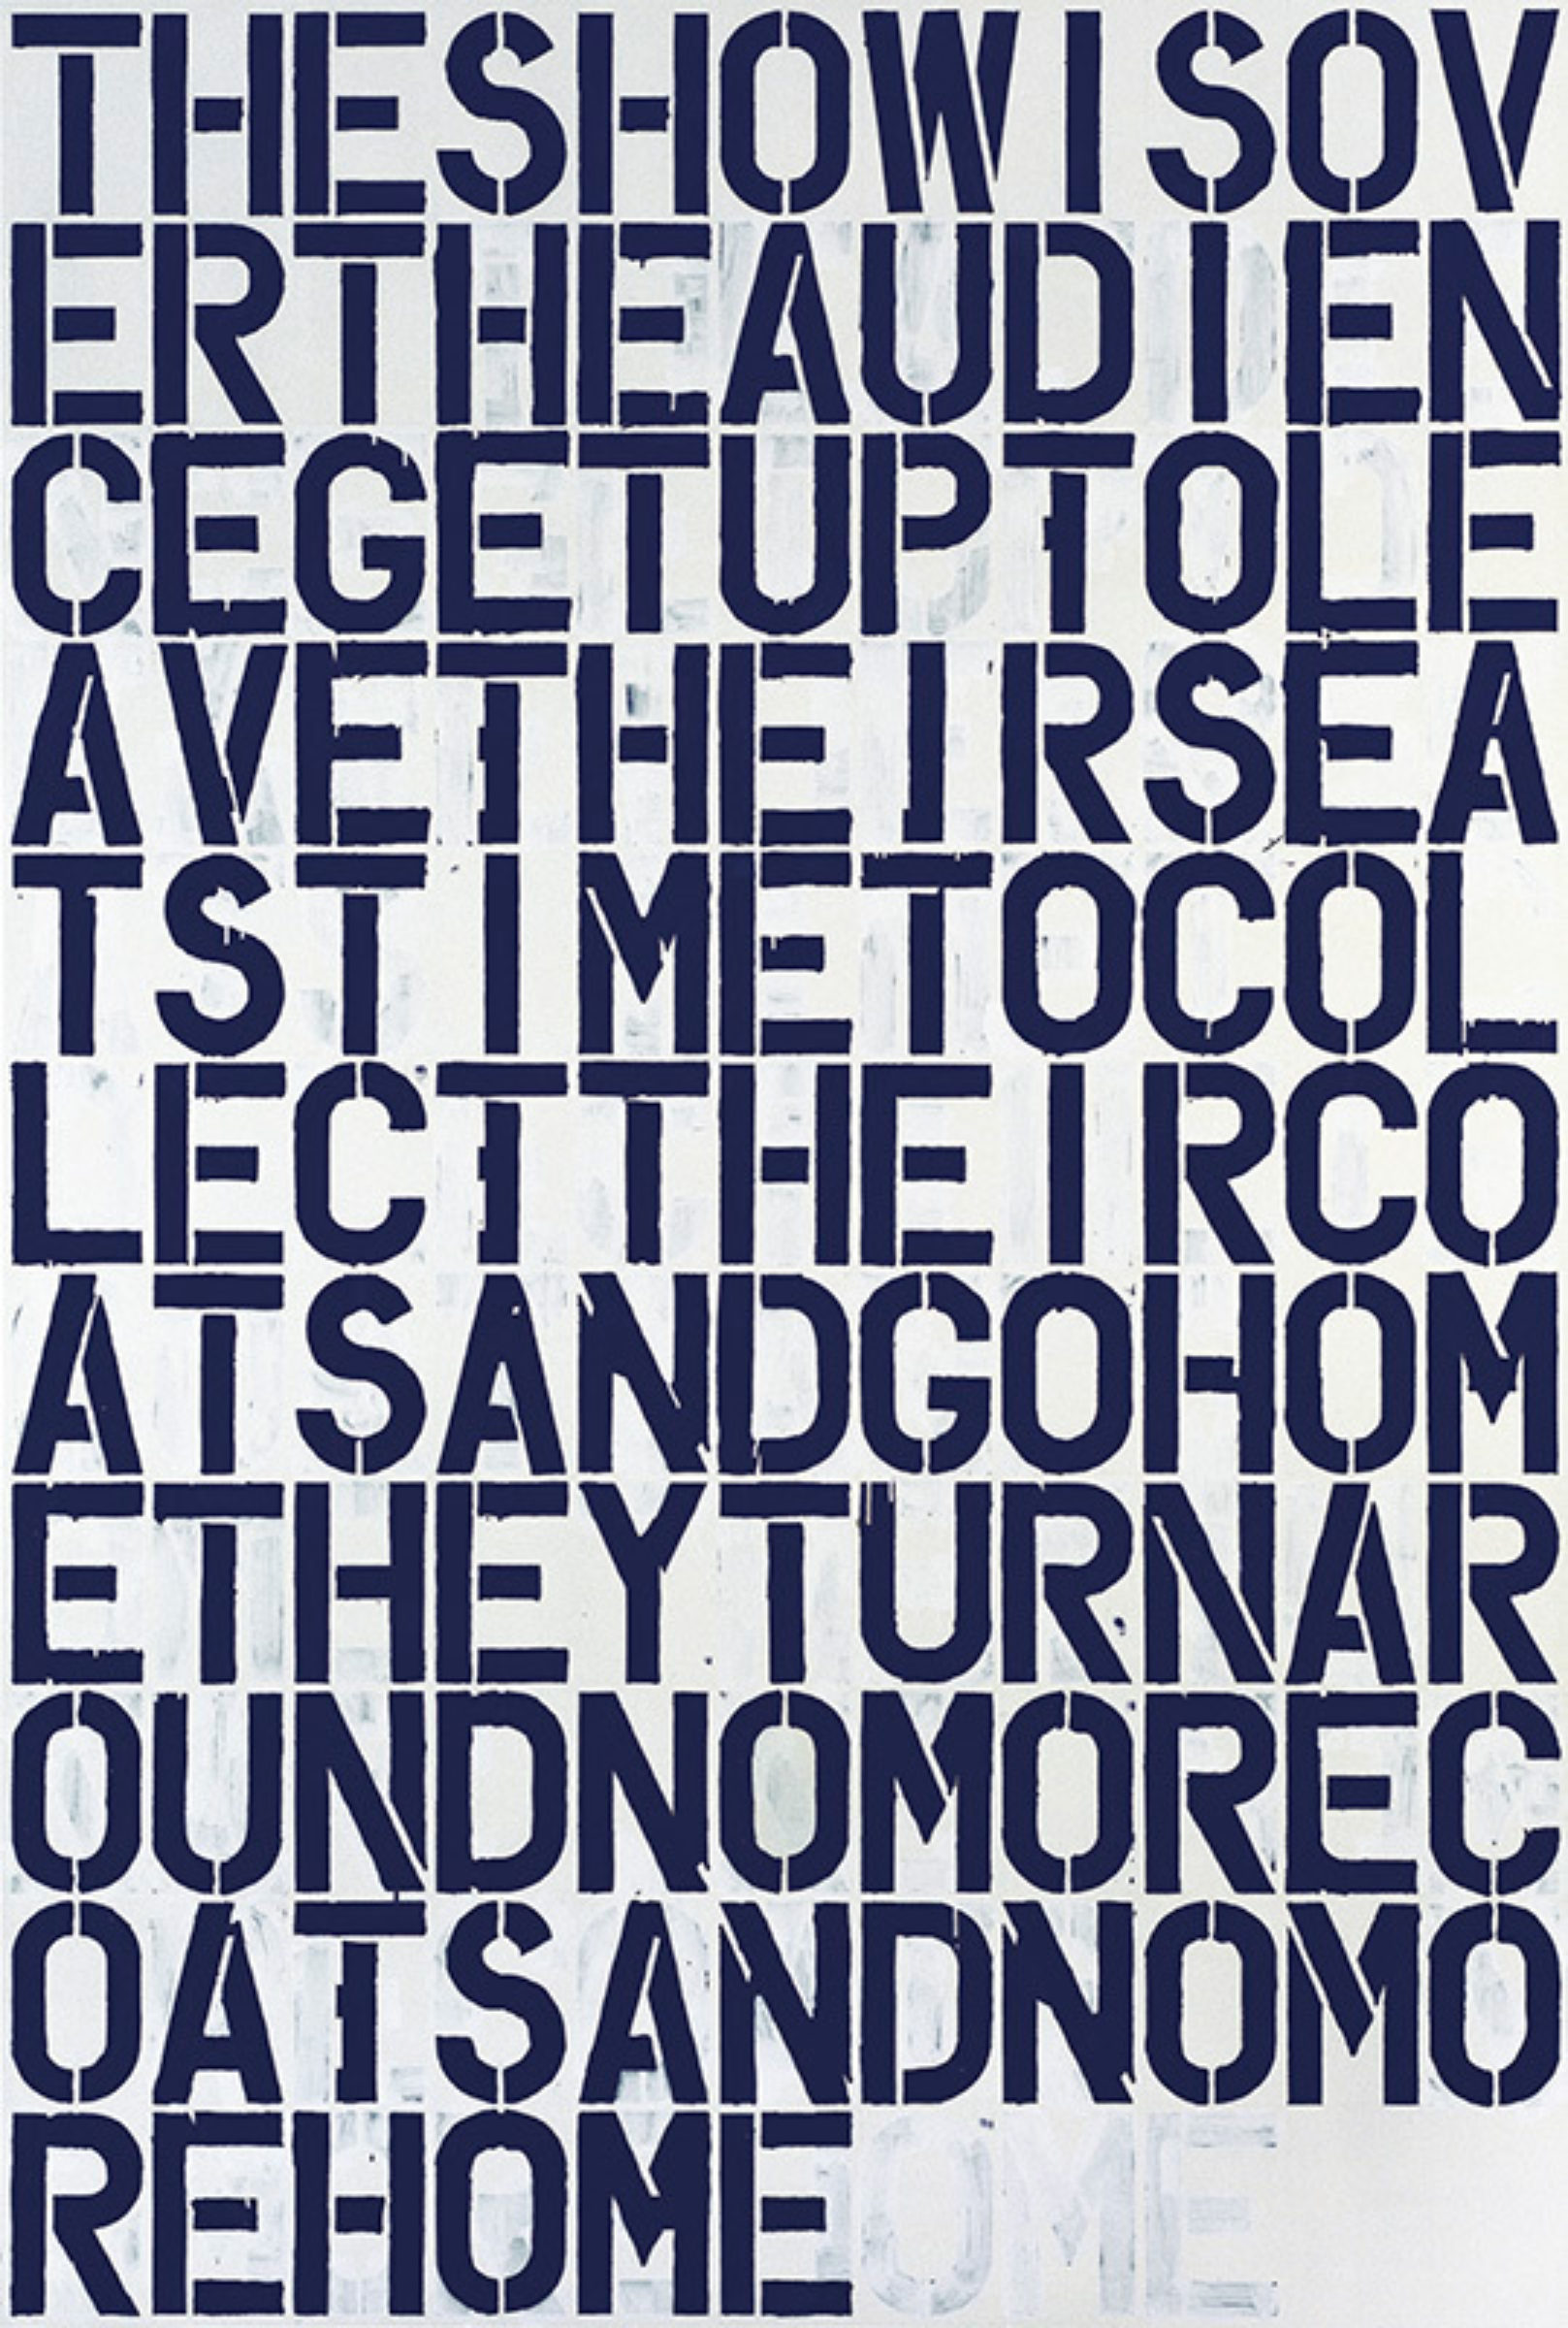 THESHOWISOV
ERTHEAUDIEN
CEGETUPTOLE
AVETHEIRSEA
TSTIMETOCOL
LECTTHEIRCO
ATSANDGOHOM
ETHEYTURNAR
OUNDNOMOREC
OATSANDNOMO
REHOME